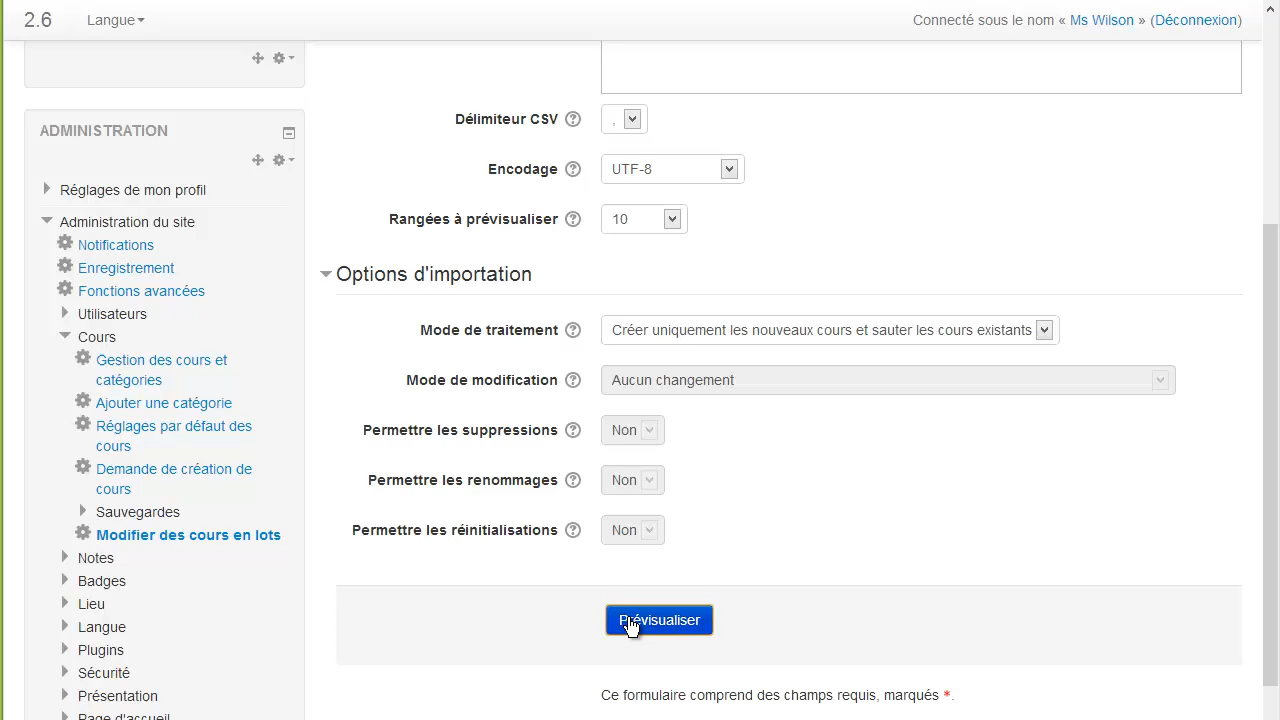 2.6
Langue
Connecté sous le nom « Ms Wilson » (Déconnexion)
ADMINISTRATION
Réglages de mon profil
Administration du site
Notifications
Enregistrement
Fonctions avancées
Utilisateurs
Cours
Gestion des cours et
catégories
Ajouter une catégorie
Réglages par défaut des
cours
Demande de création de
cours
Sauvegardes
Modifier des cours en lots
Notes
Badges
Lieu
Langue
Plugins
Sécurité
Présentation
Page d'accueil
Délimiteur CSV ,
Encodage UTF-8
Rangées à prévisualiser 10
Options d'importation
Mode de traitement Créer uniquement les nouveaux cours et sauter les cours existants
Mode de modification Aucun changement
Permettre les suppressions Non
Permettre les renommages Non
Permettre les réinitialisations Non
Prévisualiser
Ce formulaire comprend des champs requis, marqués *.